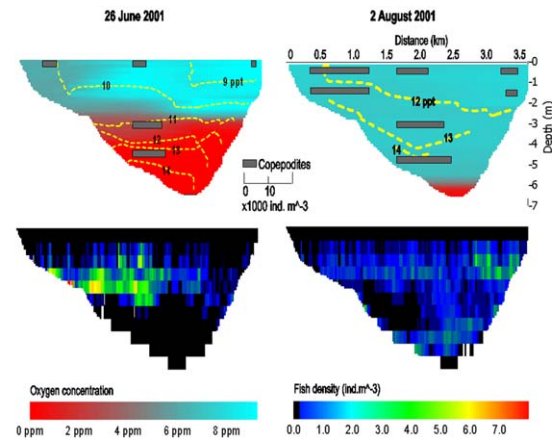 26 June 2001
2 August 2001
Distance (km)
0 0.5 1.0 1.5 2.0 2.5 3.0 3.5
10
9 ppt
11
12
13
14
12 ppt
13
14
0
-1
-2
-3
-4
-5
-6
-7
Depth (m)
Copepodites
0 10
x1000 ind. m^-3
Oxygen concentration
0 ppm 2 ppm 4 ppm 6 ppm 8 ppm
Fish density (ind.m^-3)
0.0 1.0 2.0 3.0 4.0 5.0 6.0 7.0